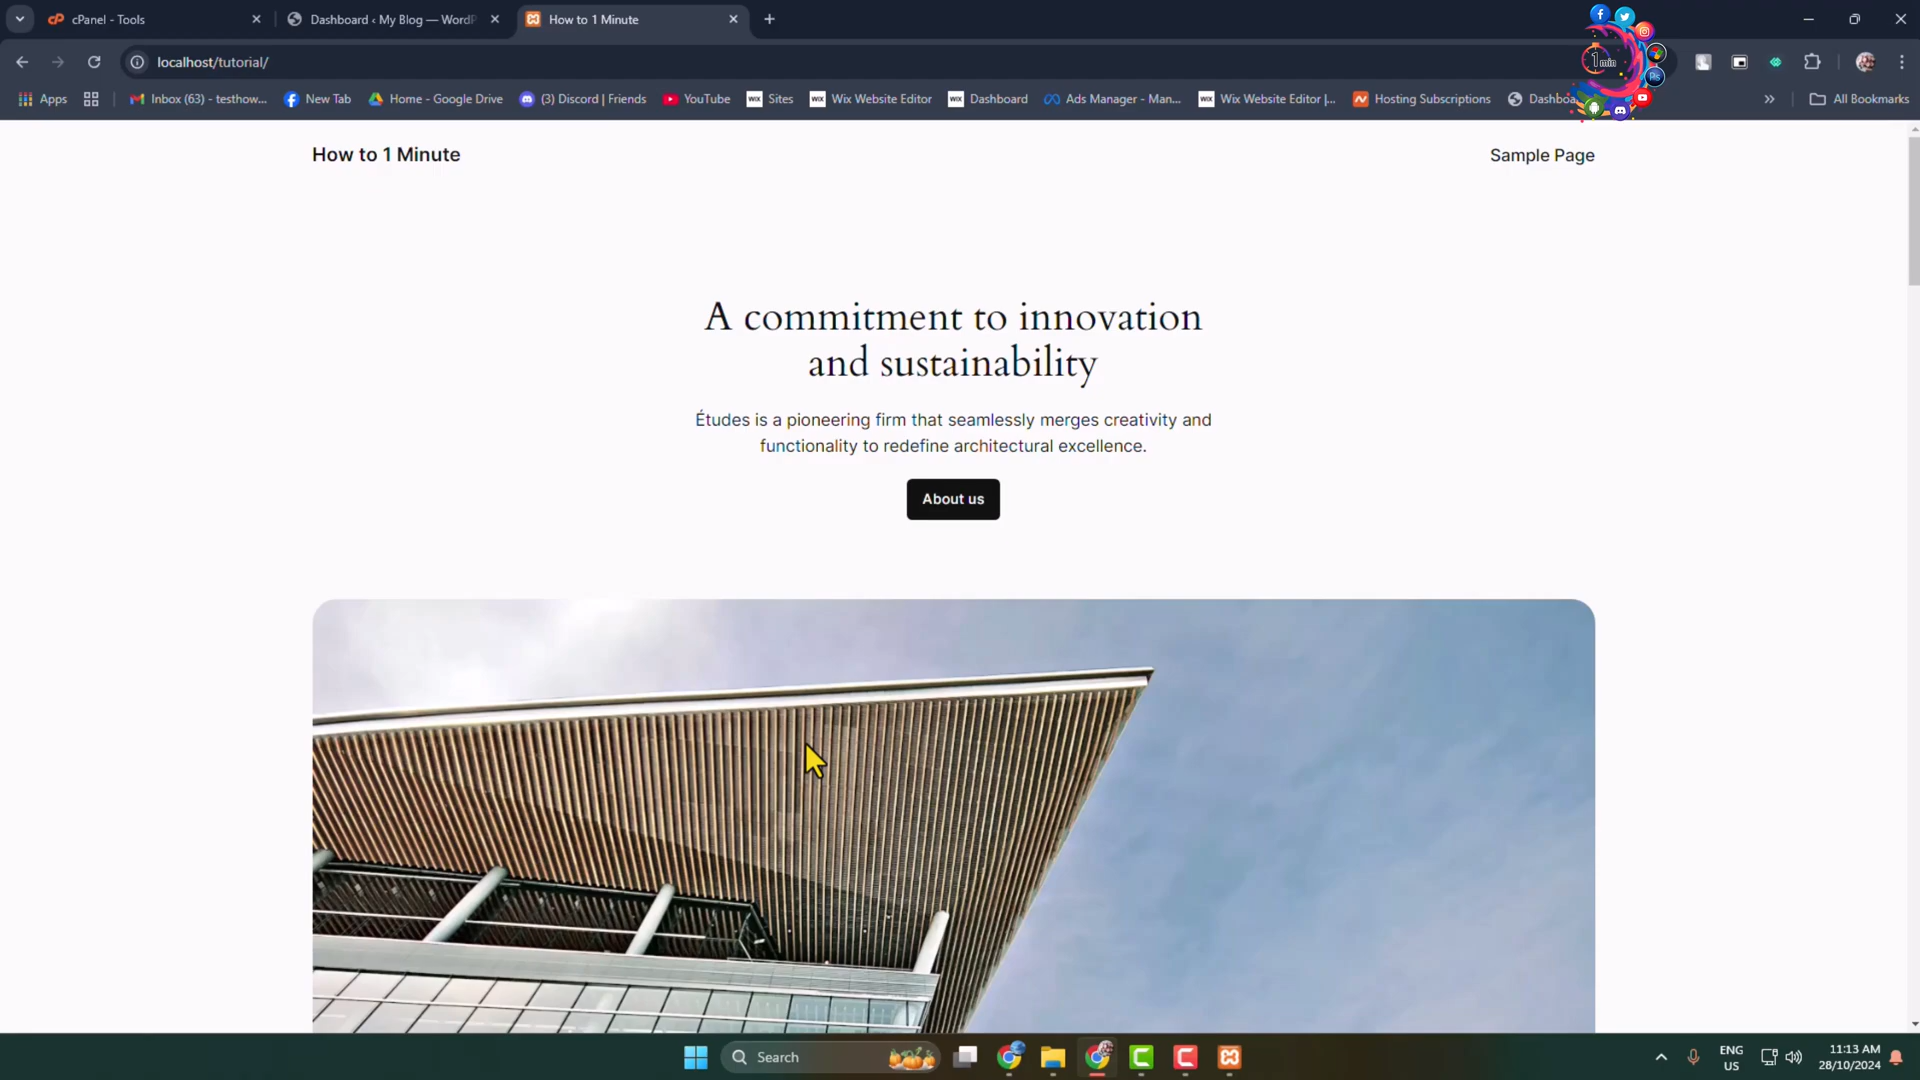 cPanel - Tools
Dashboard ‹ My Blog — WordP
How to 1 Minute
localhost/tutorial/
Apps
Inbox (63) - testhow...
New Tab
Home - Google Drive
(3) Discord | Friends
YouTube
Sites
Wix Website Editor
Dashboard
Ads Manager - Man...
Wix Website Editor |...
Hosting Subscriptions
Dashboa
All Bookmarks
1 min
Ps
How to 1 Minute
Sample Page
A commitment to innovation
and sustainability
Études is a pioneering firm that seamlessly merges creativity and
functionality to redefine architectural excellence.
About us
Search
ENG
US
11:13 AM
28/10/2024